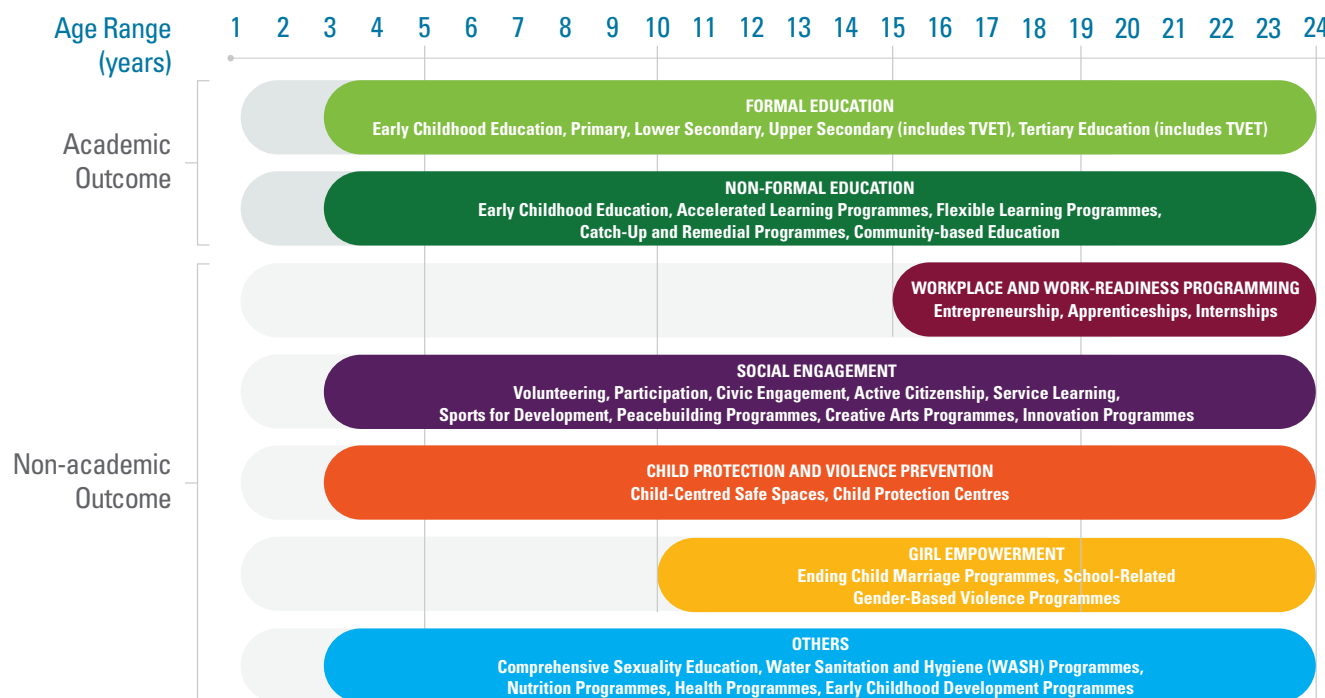 Age Range
(years)
1 2 3 4 5 6 7 8 9 10 11 12 13 14 15 16 17 18 19 20 21 22 23 24
Academic
Outcome
FORMAL EDUCATION
Early Childhood Education, Primary, Lower Secondary, Upper Secondary (includes TVET), Tertiary Education (includes TVET)
NON-FORMAL EDUCATION
Early Childhood Education, Accelerated Learning Programmes, Flexible Learning Programmes,
Catch-Up and Remedial Programmes, Community-based Education
Non-academic
Outcome
WORKPLACE AND WORK-READINESS PROGRAMMING
Entrepreneurship, Apprenticeships, Internships
SOCIAL ENGAGEMENT
Volunteering, Participation, Civic Engagement, Active Citizenship, Service Learning,
Sports for Development, Peacebuilding Programmes, Creative Arts Programmes, Innovation Programmes
CHILD PROTECTION AND VIOLENCE PREVENTION
Child-Centred Safe Spaces, Child Protection Centres
GIRL EMPOWERMENT
Ending Child Marriage Programmes, School-Related
Gender-Based Violence Programmes
OTHERS
Comprehensive Sexuality Education, Water Sanitation and Hygiene (WASH) Programmes,
Nutrition Programmes, Health Programmes, Early Childhood Development Programmes